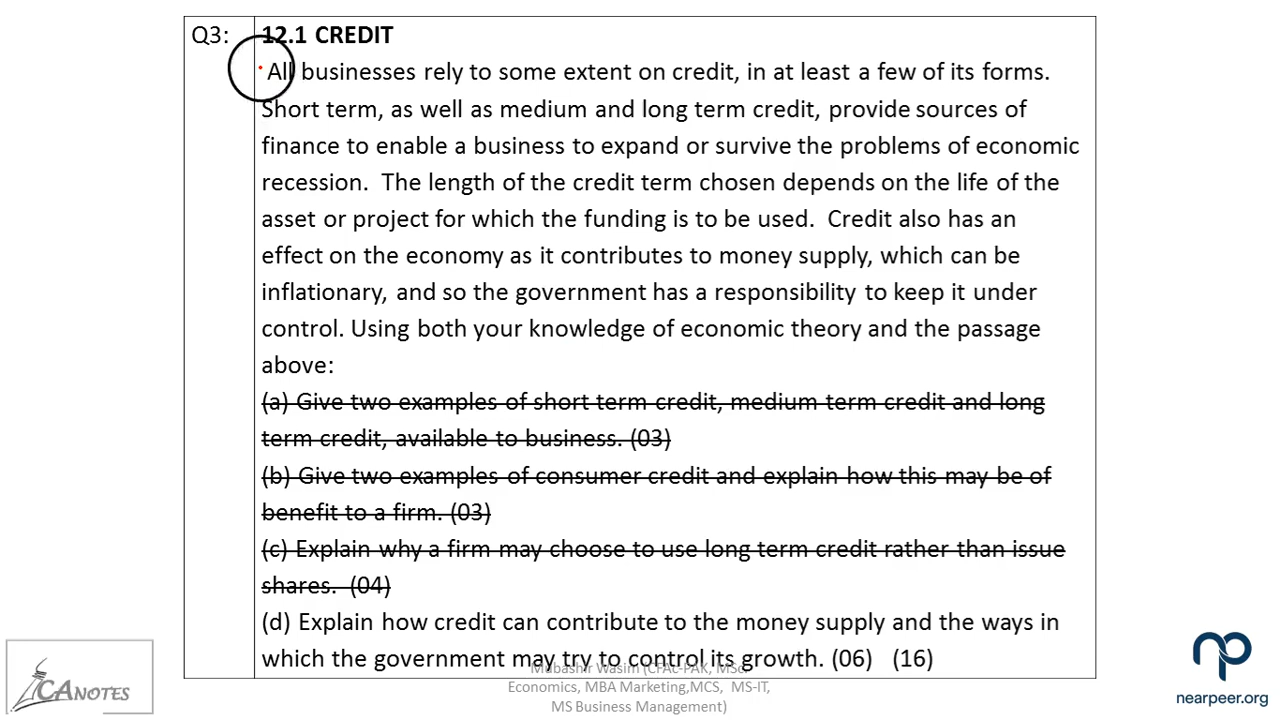 Q3: 12.1 CREDIT
All businesses rely to some extent on credit, in at least a few of its forms.
Short term, as well as medium and long term credit, provide sources of
finance to enable a business to expand or survive the problems of economic
recession. The length of the credit term chosen depends on the life of the
asset or project for which the funding is to be used. Credit also has an
effect on the economy as it contributes to money supply, which can be
inflationary, and so the government has a responsibility to keep it under
control. Using both your knowledge of economic theory and the passage
above:
(a) Give two examples of short term credit, medium term credit and long
term credit, available to business. (03)
(b) Give two examples of consumer credit and explain how this may be of
benefit to a firm. (03)
(c) Explain why a firm may choose to use long term credit rather than issue
shares. (04)
(d) Explain how credit can contribute to the money supply and the ways in
which the government may try to control its growth. (06) (16)
Mubashir Wasim (CFAc-PAK, MSc.
Economics, MBA Marketing,MCS, MS-IT,
MS Business Management)
CANOTES
nearpeer.org